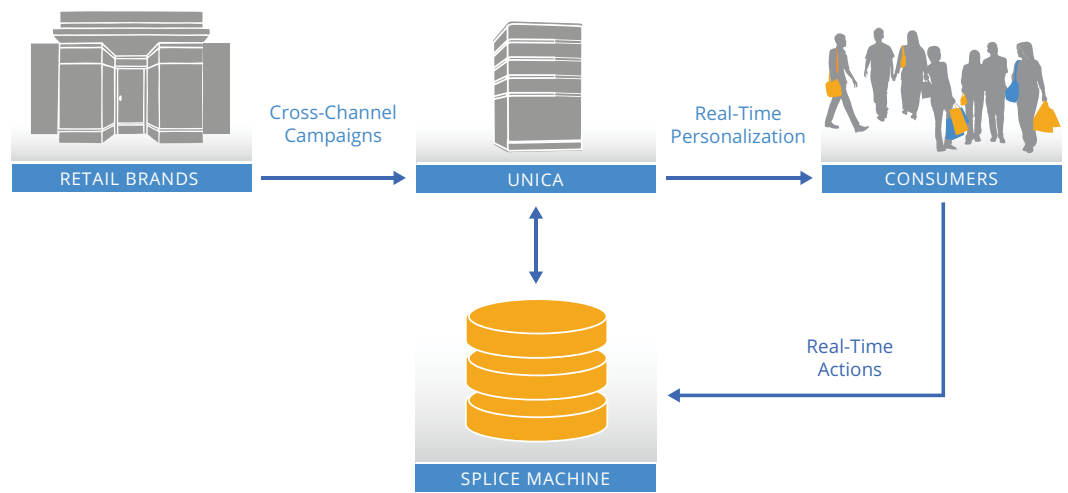 Cross-Channel
Campaigns
Real-Time
Personalization
RETAIL BRANDS
UNICA
CONSUMERS
Real-Time
Actions
SPLICE MACHINE